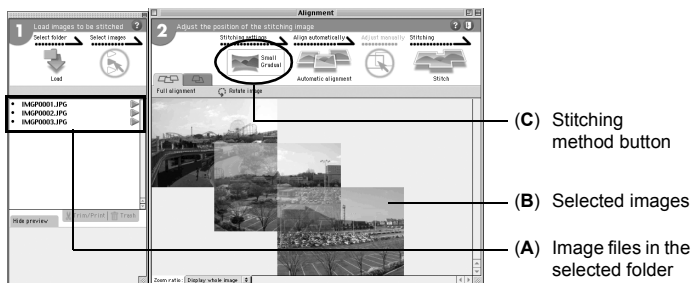 Alignment
1 Load images to be stitched ?
Select folder Select images
Load
IMGP0001.JPG
IMGP0002.JPG
IMGP0003.JPG
Hide preview Trim/Print Trash
2 Adjust the position of the stitching image ?
Stitching settings Align automatically Adjust manually Stitching
Small
Gradual
Automatic alignment Stitch
Full alignment Rotate image
Zoom ratio: Display whole image
(C) Stitching
method button
(B) Selected images
(A) Image files in the
selected folder